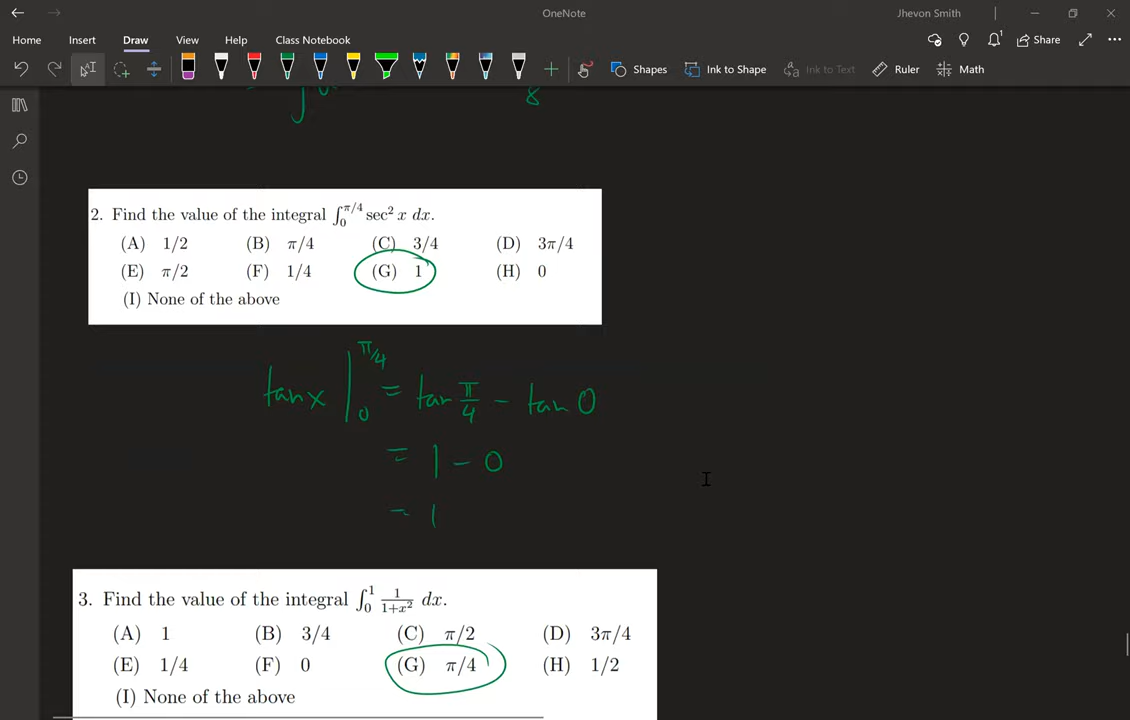 OneNote
Jhevon Smith
Home Insert Draw View Help Class Notebook
Share
Shapes Ink to Shape Ink to Text Ruler Math
8
2. Find the value of the integral ∫₀^{π/4} sec² x dx.
(A) 1/2 (B) π/4 (C) 3/4 (D) 3π/4
(E) π/2 (F) 1/4 (G) 1 (H) 0
(I) None of the above
tan x |₀^{π/4} = tan π/4 - tan 0
= 1 - 0
= 1
3. Find the value of the integral ∫₀¹ 1/(1+x²) dx.
(A) 1 (B) 3/4 (C) π/2 (D) 3π/4
(E) 1/4 (F) 0 (G) π/4 (H) 1/2
(I) None of the above